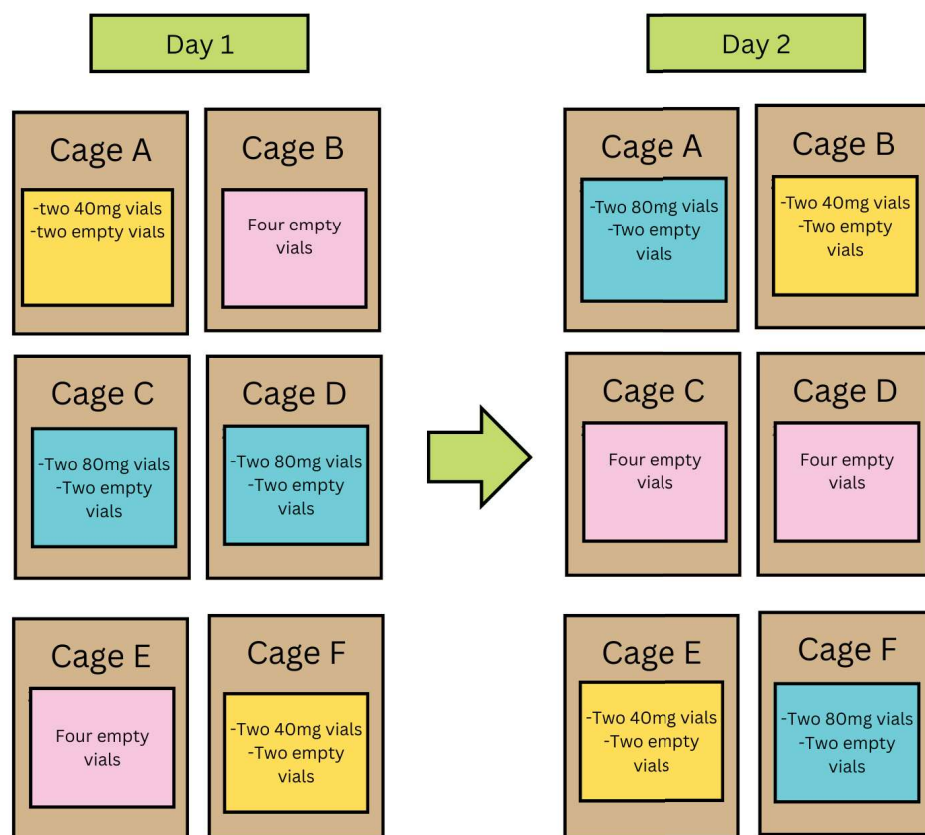 Day 1
Day 2
Cage A
-two 40mg vials
-two empty vials
Cage B
Four empty
vials
Cage A
-Two 80mg vials
-Two empty
vials
Cage B
-Two 40mg vials
-Two empty
vials
Cage C
-Two 80mg vials
-Two empty
vials
Cage D
-Two 80mg vials
-Two empty
vials
Cage C
Four empty
vials
Cage D
Four empty
vials
Cage E
Four empty
vials
Cage F
-Two 40mg vials
-Two empty
vials
Cage E
-Two 40mg vials
-Two empty
vials
Cage F
-Two 80mg vials
-Two empty
vials